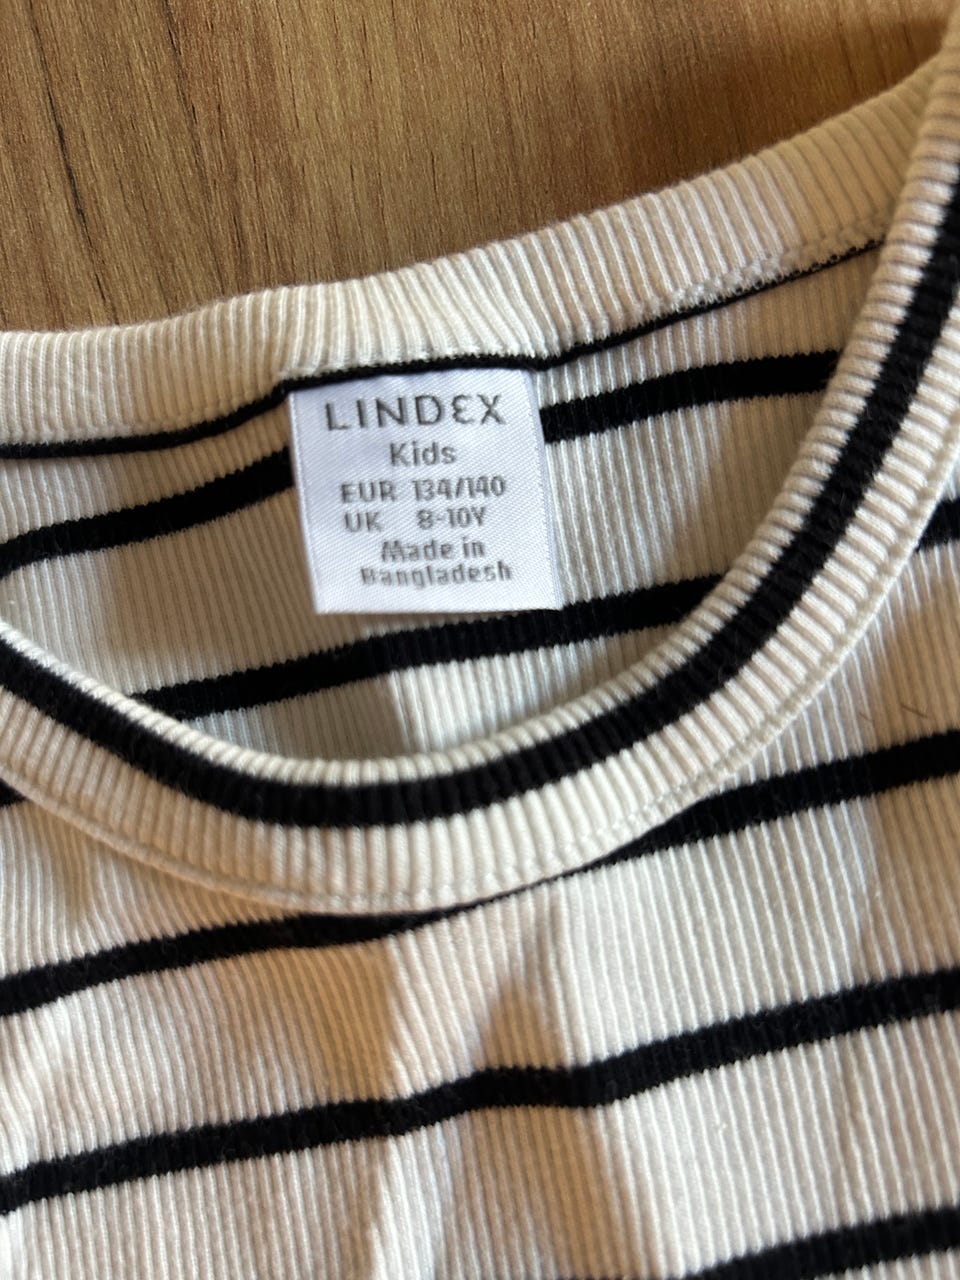 LINDEX
Kids
EUR 134/140
UK 8-10Y
Made in
Bangladesh